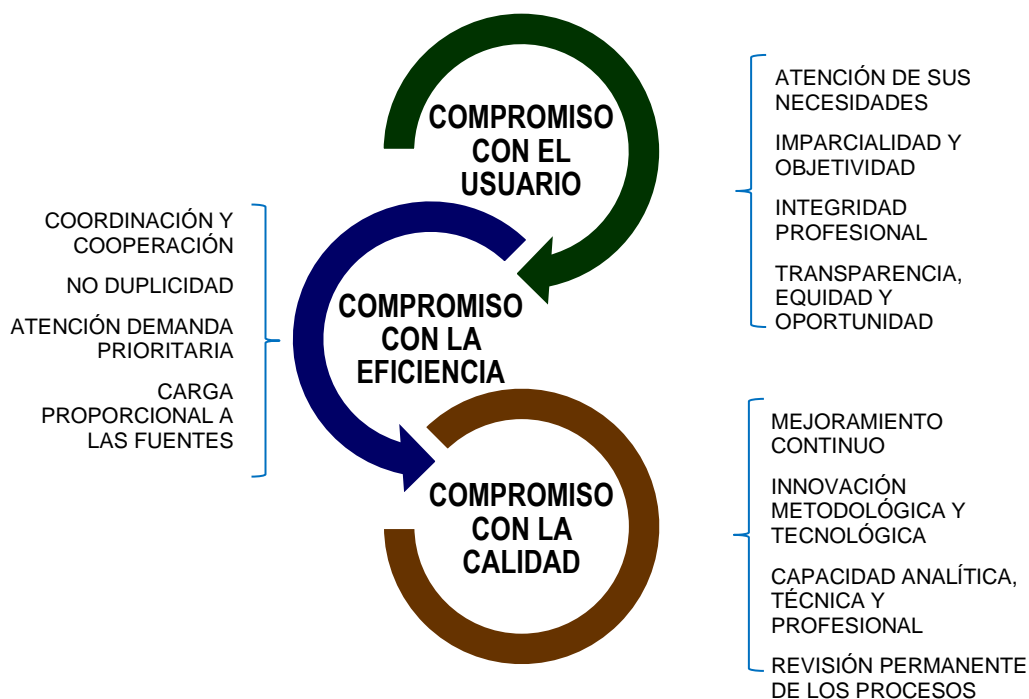 COMPROMISO
CON EL
USUARIO
ATENCIÓN DE SUS
NECESIDADES
IMPARCIALIDAD Y
OBJETIVIDAD
INTEGRIDAD
PROFESIONAL
TRANSPARENCIA,
EQUIDAD Y
OPORTUNIDAD
COORDINACIÓN Y
COOPERACIÓN
NO DUPLICIDAD
ATENCIÓN DEMANDA
PRIORITARIA
CARGA
PROPORCIONAL A
LAS FUENTES
COMPROMISO
CON LA
EFICIENCIA
COMPROMISO
CON LA
CALIDAD
MEJORAMIENTO
CONTINUO
INNOVACIÓN
METODOLÓGICA Y
TECNOLÓGICA
CAPACIDAD ANALÍTICA,
TÉCNICA Y
PROFESIONAL
REVISIÓN PERMANENTE
DE LOS PROCESOS